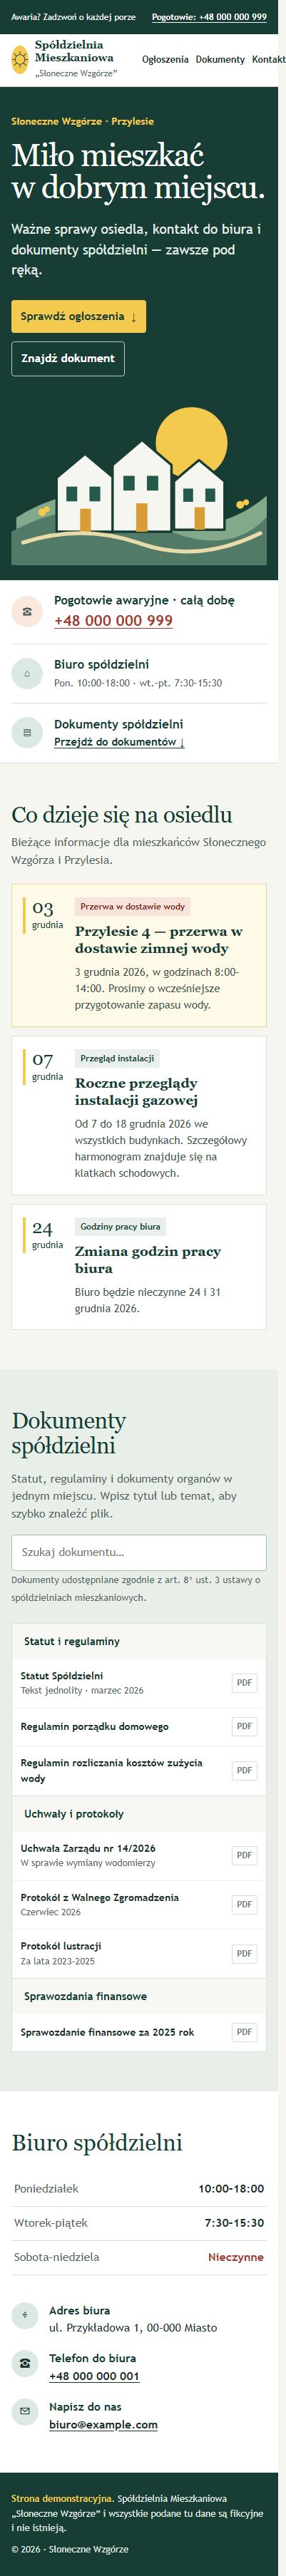 Awaria? Zadzwoń o każdej porze
Pogotowie: +48 000 000 999
Spółdzielnia
Mieszkaniowa
„Słoneczne Wzgórze”
Ogłoszenia Dokumenty Kontakt
Słoneczne Wzgórze · Przylesie
Miło mieszkać
w dobrym miejscu.
Ważne sprawy osiedla, kontakt do biura i
dokumenty spółdzielni — zawsze pod
ręką.
Sprawdź ogłoszenia ↓
Znajdź dokument
Pogotowie awaryjne · całą dobę
+48 000 000 999
Biuro spółdzielni
Pon. 10:00–18:00 · wt.–pt. 7:30–15:30
Dokumenty spółdzielni
Przejdź do dokumentów ↓
Co dzieje się na osiedlu
Bieżące informacje dla mieszkańców Słonecznego
Wzgórza i Przylesia.
03
grudnia
Przerwa w dostawie wody
Przylesie 4 — przerwa w
dostawie zimnej wody
3 grudnia 2026, w godzinach 8:00–
14:00. Prosimy o wcześniejsze
przygotowanie zapasu wody.
07
grudnia
Przegląd instalacji
Roczne przeglądy
instalacji gazowej
Od 7 do 18 grudnia 2026 we
wszystkich budynkach. Szczegółowy
harmonogram znajduje się na
klatkach schodowych.
24
grudnia
Godziny pracy biura
Zmiana godzin pracy
biura
Biuro będzie nieczynne 24 i 31
grudnia 2026.
Dokumenty
spółdzielni
Statut, regulaminy i dokumenty organów w
jednym miejscu. Wpisz tytuł lub temat, aby
szybko znaleźć plik.
Szukaj dokumentu…
Dokumenty udostępniane zgodnie z art. 8¹ ust. 3 ustawy o
spółdzielniach mieszkaniowych.
Statut i regulaminy
Statut Spółdzielni
Tekst jednolity · marzec 2026
PDF
Regulamin porządku domowego
PDF
Regulamin rozliczania kosztów zużycia
wody
PDF
Uchwały i protokoły
Uchwała Zarządu nr 14/2026
W sprawie wymiany wodomierzy
PDF
Protokół z Walnego Zgromadzenia
Czerwiec 2026
PDF
Protokół lustracji
Za lata 2023–2025
PDF
Sprawozdania finansowe
Sprawozdanie finansowe za 2025 rok
PDF
Biuro spółdzielni
Poniedziałek 10:00–18:00
Wtorek–piątek 7:30–15:30
Sobota–niedziela Nieczynne
Adres biura
ul. Przykładowa 1, 00-000 Miasto
Telefon do biura
+48 000 000 001
Napisz do nas
biuro@example.com
Strona demonstracyjna. Spółdzielnia Mieszkaniowa
„Słoneczne Wzgórze” i wszystkie podane tu dane są fikcyjne
i nie istnieją.
© 2026 · Słoneczne Wzgórze